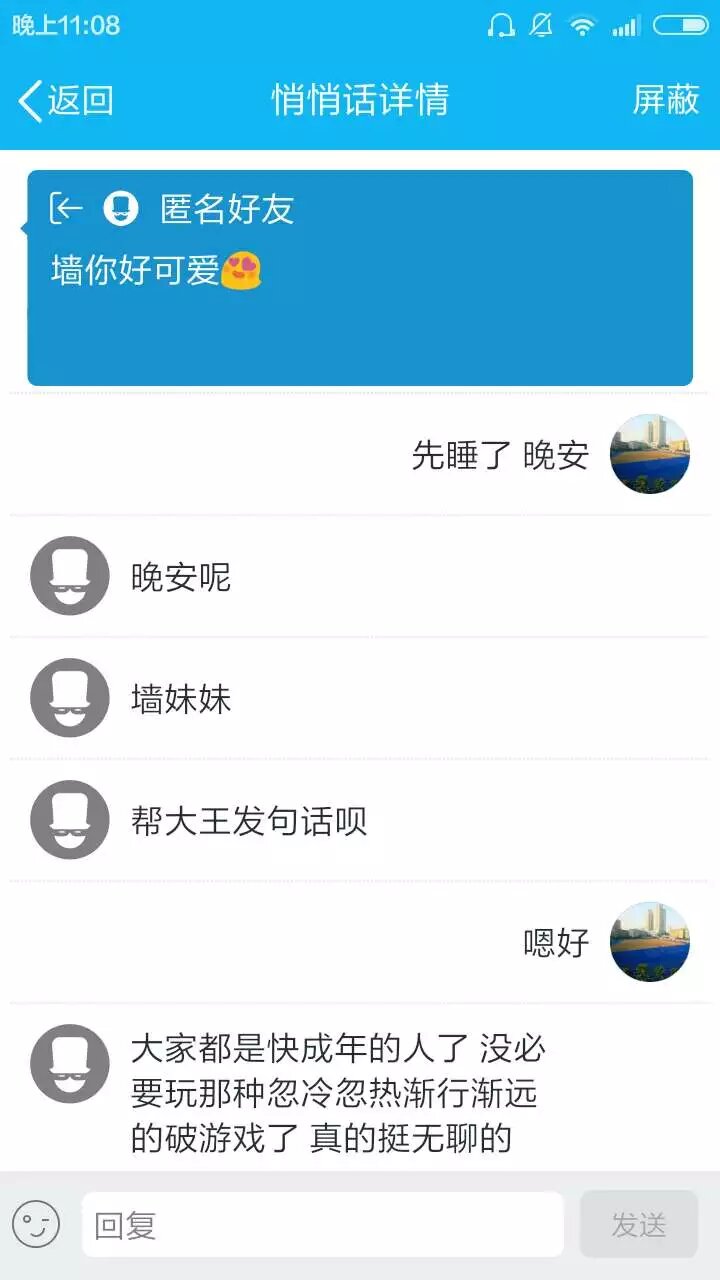 晚上11:08
返回 悄悄话详情 屏蔽
匿名好友
墙你好可爱😍
先睡了 晚安
晚安呢
墙妹妹
帮大王发句话呗
嗯好
大家都是快成年的人了 没必
要玩那种忽冷忽热渐行渐远
的破游戏了 真的挺无聊的
回复 发送